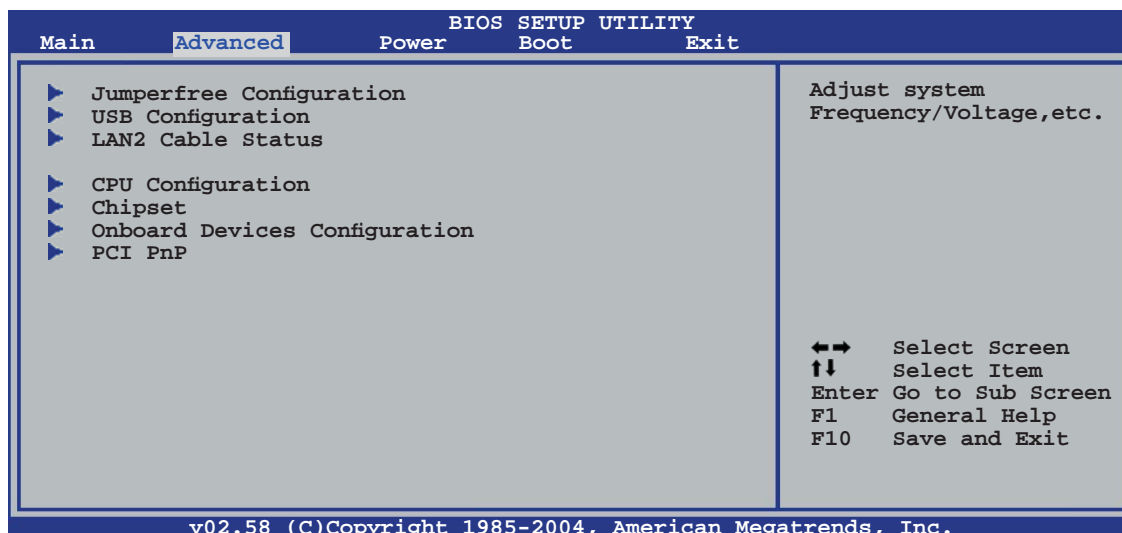 BIOS SETUP UTILITY
Main Advanced Power Boot Exit
Jumperfree Configuration
USB Configuration
LAN2 Cable Status
CPU Configuration
Chipset
Onboard Devices Configuration
PCI PnP
Adjust system
Frequency/Voltage,etc.
Select Screen
Select Item
Enter Go to Sub Screen
F1 General Help
F10 Save and Exit
v02.58 (C)Copyright 1985-2004, American Megatrends, Inc.